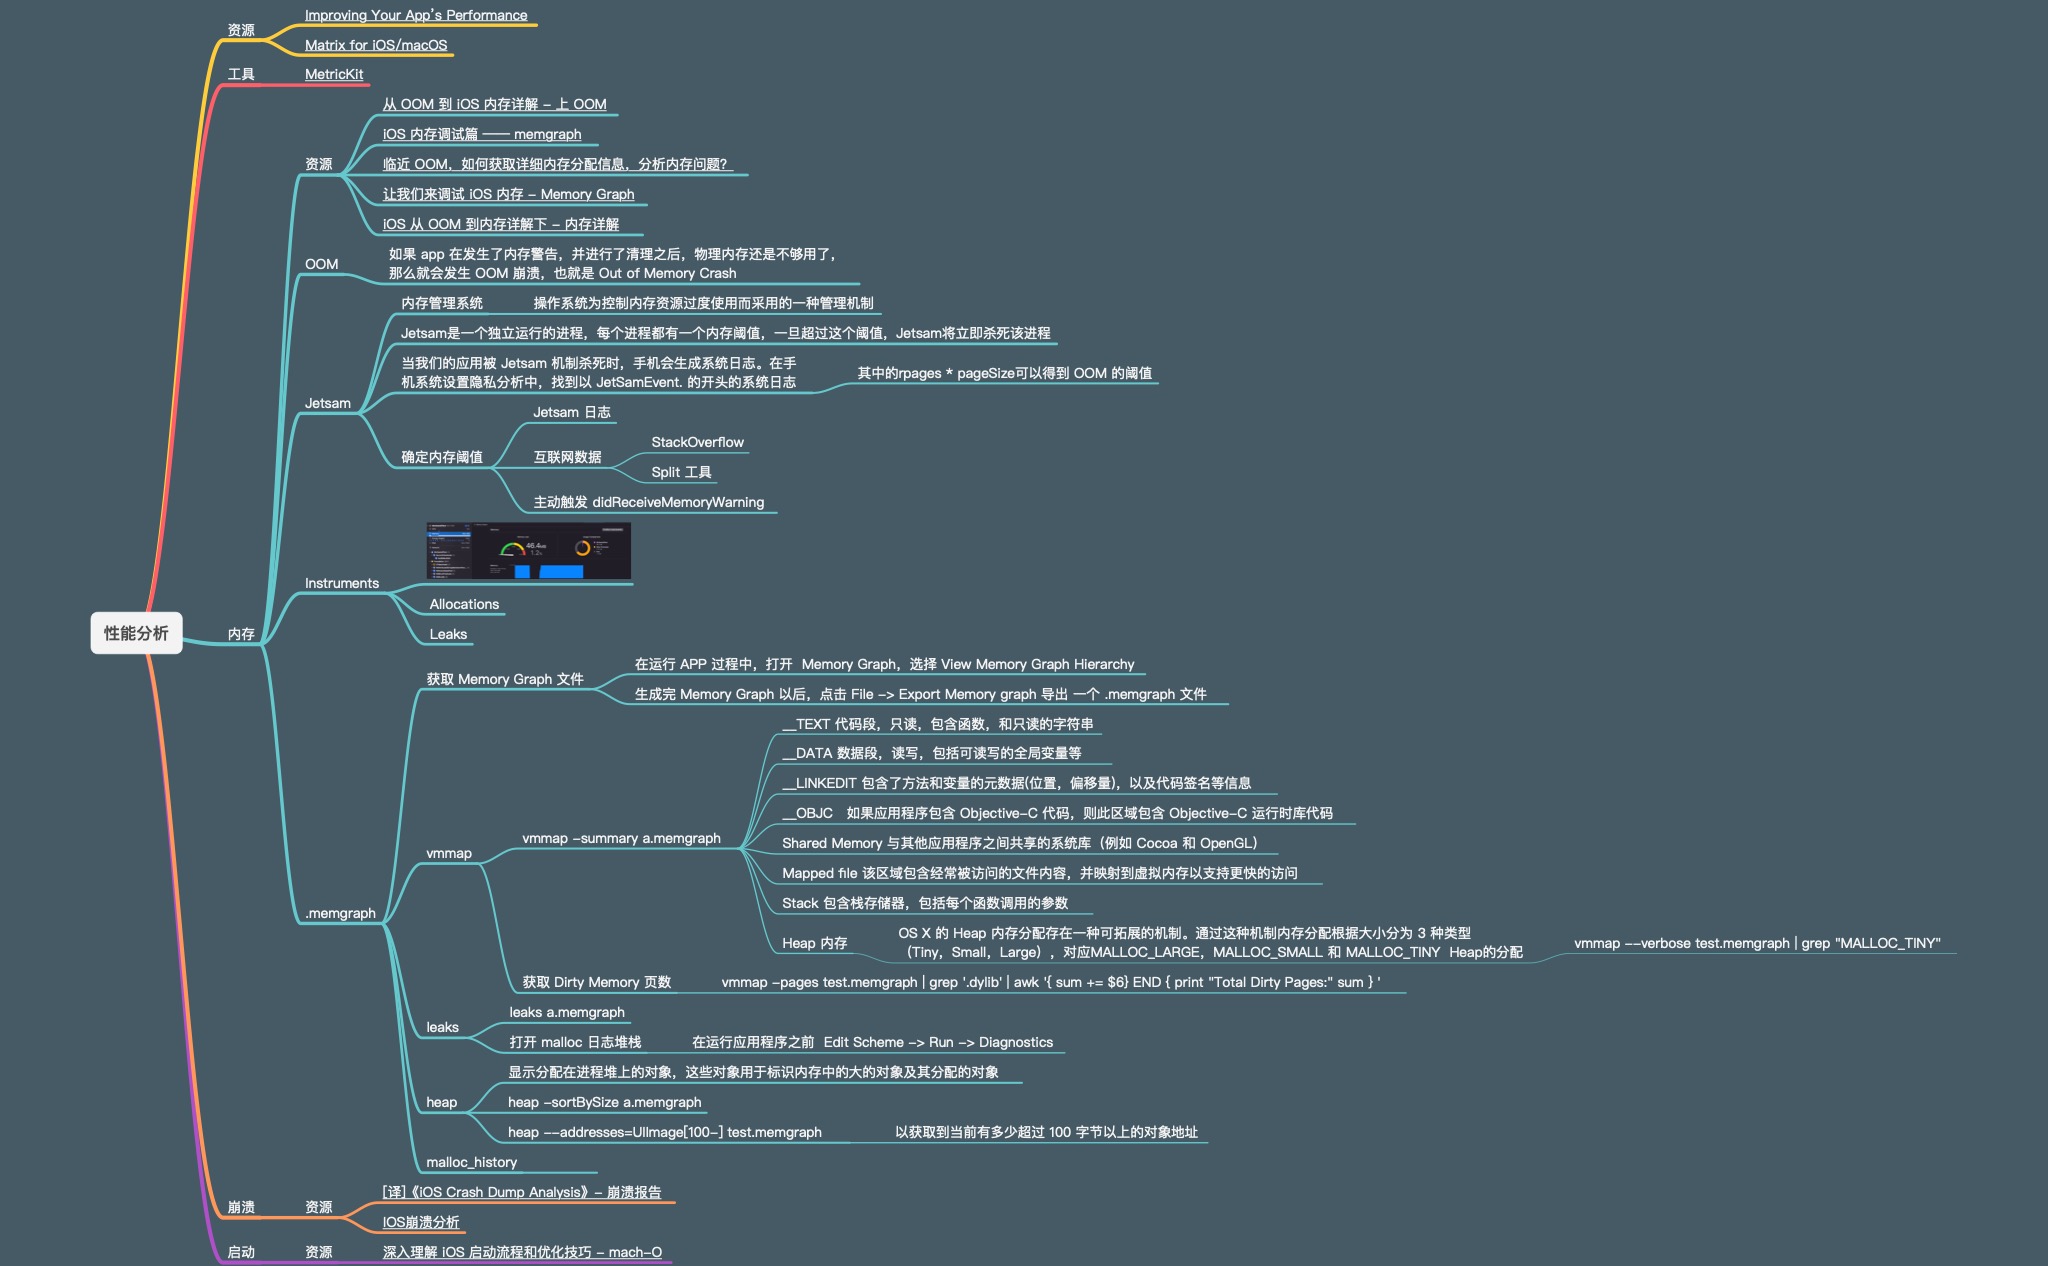 资源
Improving Your App's Performance
Matrix for iOS/macOS
工具
MetricKit
从 OOM 到 iOS 内存详解 - 上 OOM
iOS 内存调试篇 —— memgraph
资源
临近 OOM，如何获取详细内存分配信息，分析内存问题？
让我们来调试 iOS 内存 - Memory Graph
iOS 从 OOM 到内存详解下 - 内存详解
OOM
如果 app 在发生了内存警告，并进行了清理之后，物理内存还是不够用了，
那么就会发生 OOM 崩溃，也就是 Out of Memory Crash
内存管理系统
操作系统为控制内存资源过度使用而采用的一种管理机制
Jetsam是一个独立运行的进程，每个进程都有一个内存阈值，一旦超过这个阈值，Jetsam将立即杀死该进程
当我们的应用被 Jetsam 机制杀死时，手机会生成系统日志。在手
机系统设置隐私分析中，找到以 JetSamEvent. 的开头的系统日志
其中的rpages * pageSize可以得到 OOM 的阈值
Jetsam
Jetsam 日志
确定内存阈值
互联网数据
StackOverflow
Split 工具
主动触发 didReceiveMemoryWarning
Instruments
Allocations
Leaks
性能分析
内存
获取 Memory Graph 文件
在运行 APP 过程中，打开 Memory Graph，选择 View Memory Graph Hierarchy
生成完 Memory Graph 以后，点击 File -> Export Memory graph 导出 一个 .memgraph 文件
__TEXT 代码段，只读，包含函数，和只读的字符串
__DATA 数据段，读写，包括可读写的全局变量等
__LINKEDIT 包含了方法和变量的元数据(位置，偏移量)，以及代码签名等信息
__OBJC 如果应用程序包含 Objective-C 代码，则此区域包含 Objective-C 运行时库代码
vmmap
vmmap -summary a.memgraph
Shared Memory 与其他应用程序之间共享的系统库（例如 Cocoa 和 OpenGL）
Mapped file 该区域包含经常被访问的文件内容，并映射到虚拟内存以支持更快的访问
Stack 包含栈存储器，包括每个函数调用的参数
.memgraph
Heap 内存
OS X 的 Heap 内存分配存在一种可拓展的机制。通过这种机制内存分配根据大小分为 3 种类型
（Tiny，Small，Large），对应MALLOC_LARGE，MALLOC_SMALL 和 MALLOC_TINY Heap的分配
vmmap --verbose test.memgraph | grep "MALLOC_TINY"
获取 Dirty Memory 页数
vmmap -pages test.memgraph | grep '.dylib' | awk '{ sum += $6} END { print "Total Dirty Pages:" sum } '
leaks
leaks a.memgraph
打开 malloc 日志堆栈
在运行应用程序之前 Edit Scheme -> Run -> Diagnostics
heap
显示分配在进程堆上的对象，这些对象用于标识内存中的大的对象及其分配的对象
heap -sortBySize a.memgraph
heap --addresses=UIImage[100-] test.memgraph
以获取到当前有多少超过 100 字节以上的对象地址
malloc_history
崩溃
资源
[译]《iOS Crash Dump Analysis》- 崩溃报告
IOS崩溃分析
启动
资源
深入理解 iOS 启动流程和优化技巧 - mach-O